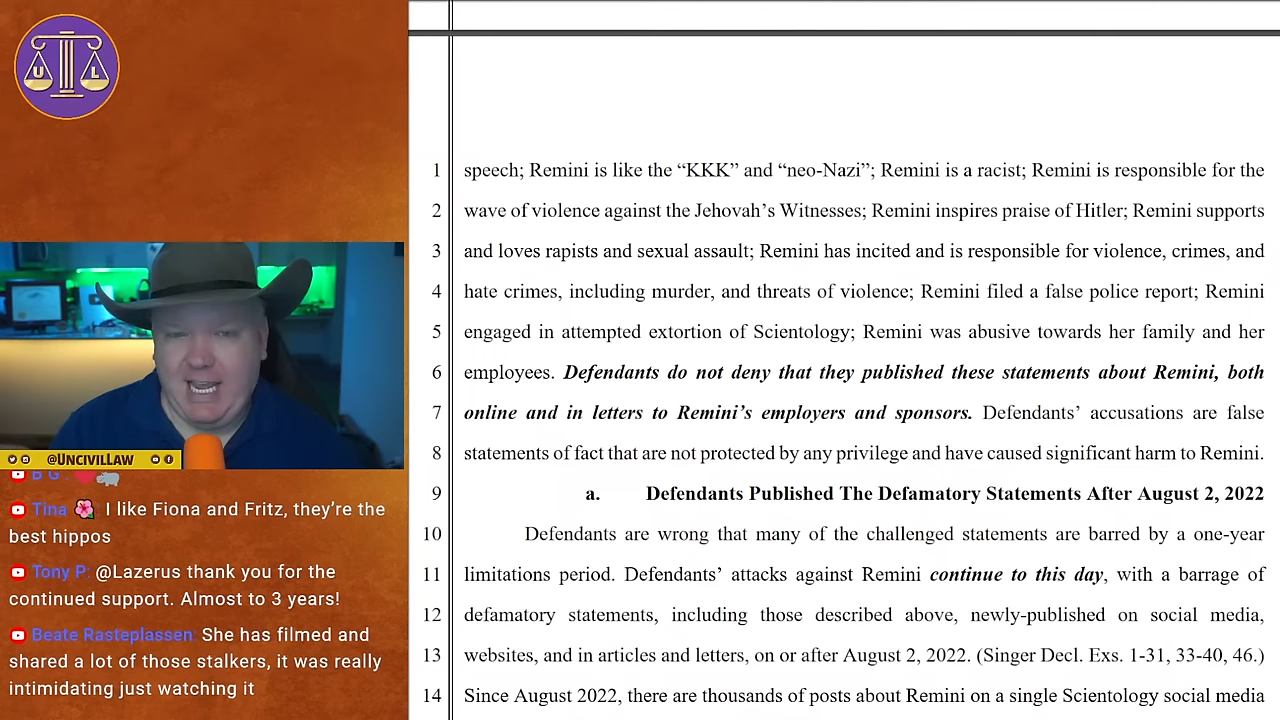 U L
@UNCIVILLAW
B G:
Tina 🌺 I like Fiona and Fritz, they're the
best hippos
Tony P: @Lazerus thank you for the
continued support. Almost to 3 years!
Beate Rasteplassen: She has filmed and
shared a lot of those stalkers, it was really
intimidating just watching it
1 speech; Remini is like the “KKK” and “neo-Nazi”; Remini is a racist; Remini is responsible for the
2 wave of violence against the Jehovah’s Witnesses; Remini inspires praise of Hitler; Remini supports
3 and loves rapists and sexual assault; Remini has incited and is responsible for violence, crimes, and
4 hate crimes, including murder, and threats of violence; Remini filed a false police report; Remini
5 engaged in attempted extortion of Scientology; Remini was abusive towards her family and her
6 employees. Defendants do not deny that they published these statements about Remini, both
7 online and in letters to Remini’s employers and sponsors. Defendants’ accusations are false
8 statements of fact that are not protected by any privilege and have caused significant harm to Remini.
9 a. Defendants Published The Defamatory Statements After August 2, 2022
10 Defendants are wrong that many of the challenged statements are barred by a one-year
11 limitations period. Defendants’ attacks against Remini continue to this day, with a barrage of
12 defamatory statements, including those described above, newly-published on social media,
13 websites, and in articles and letters, on or after August 2, 2022. (Singer Decl. Exs. 1-31, 33-40, 46.)
14 Since August 2022, there are thousands of posts about Remini on a single Scientology social media